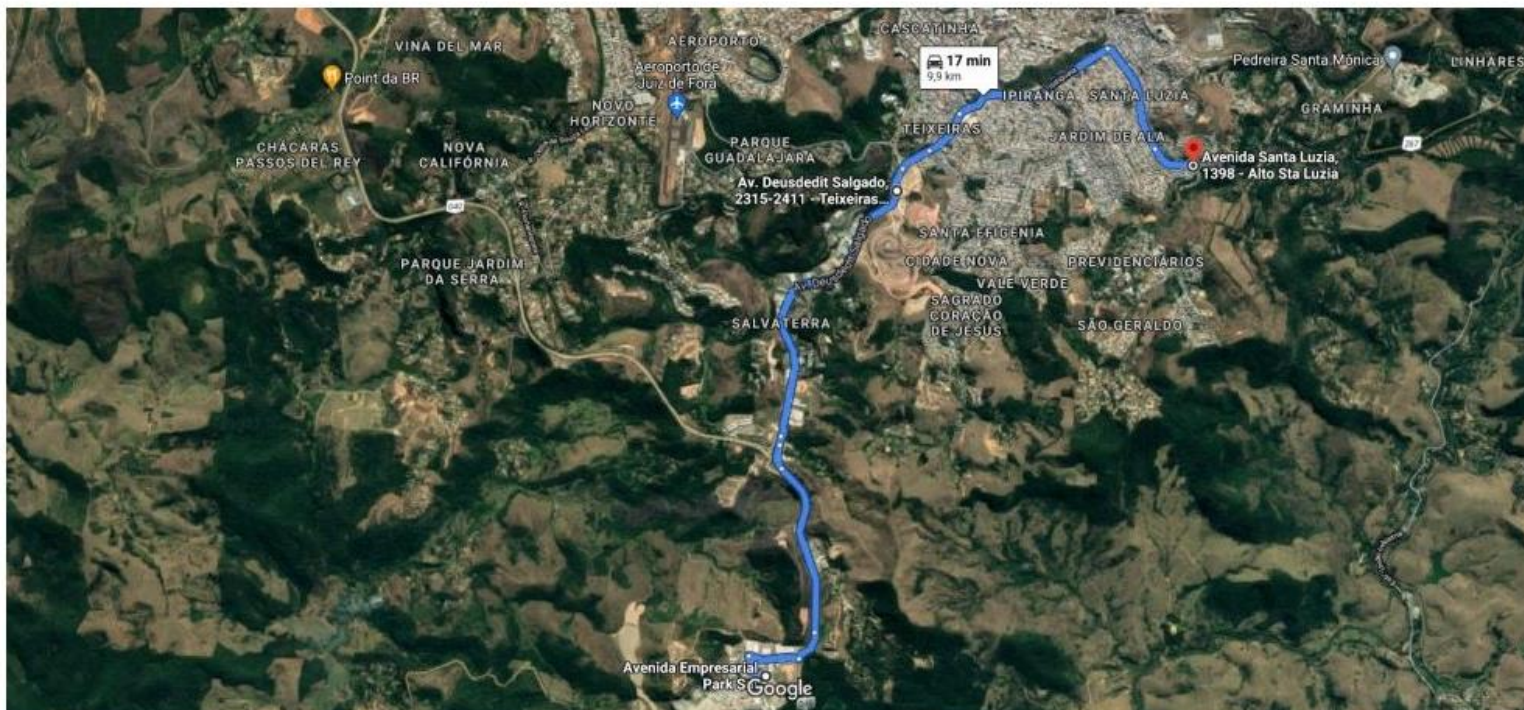 CASCATINHA
VINA DEL MAR
AEROPORTO
Aeroporto de
Juiz de Fora
17 min
9,9 km
Pedreira Santa Mônica
LINHARES
Point da BR
NOVO
HORIZONTE
IPIRANGA
SANTA LUZIA
GRAMINHA
TEIXEIRAS
JARDIM DE ALA
CHÁCARAS
PASSOS DEL REY
NOVA
CALIFÓRNIA
PARQUE
GUADALAJARA
267
Avenida Santa Luzia,
1398 - Alto Sta Luzia
Av. Deusdedit Salgado,
2315-2411 - Teixeiras...
040
Av. Deusdedit Salgado
SANTA EFIGÊNIA
CIDADE NOVA
PREVIDENCIÁRIOS
PARQUE JARDIM
DA SERRA
VALE VERDE
SAGRADO
CORAÇÃO
DE JESUS
SALVATERRA
SÃO GERALDO
Avenida Empresarial
Park S
Google